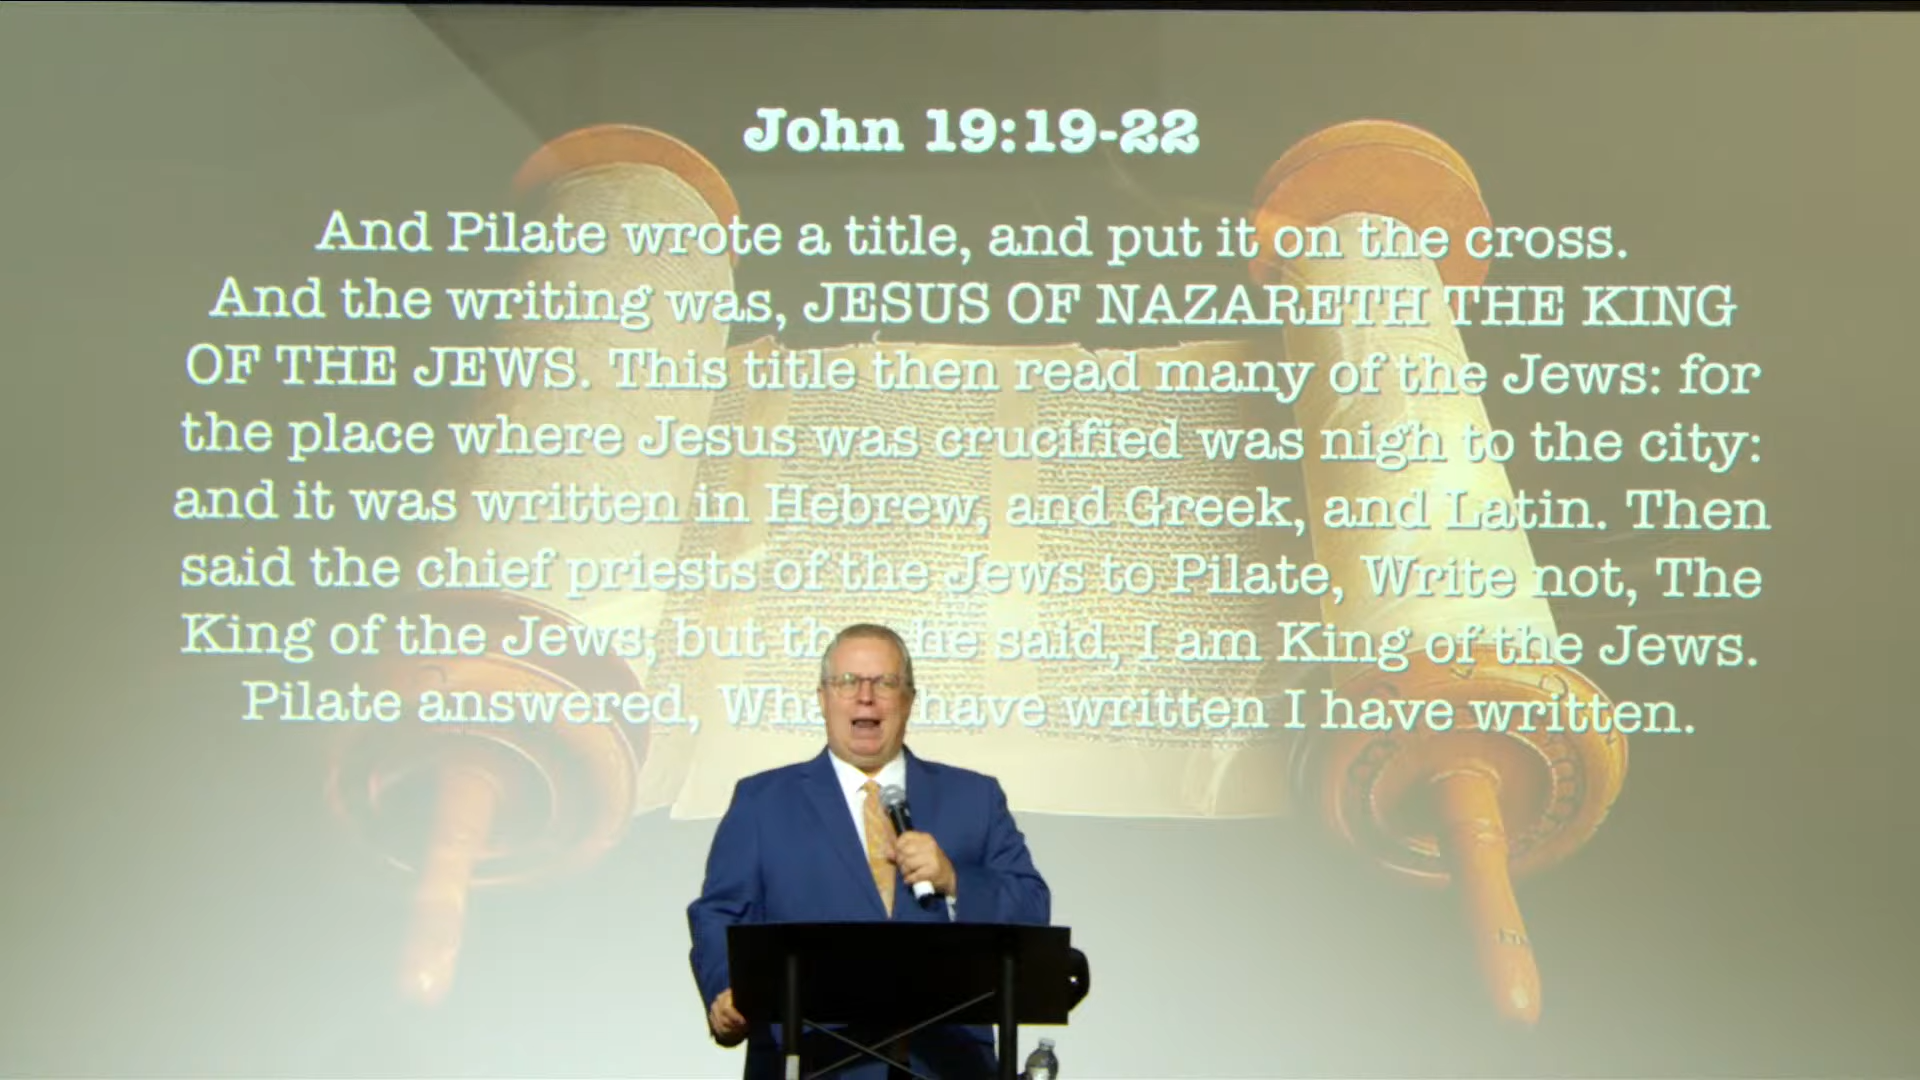 John 19:19-22
And Pilate wrote a title, and put it on the cross.
And the writing was, JESUS OF NAZARETH THE KING
OF THE JEWS. This title then read many of the Jews: for
the place where Jesus was crucified was nigh to the city:
and it was written in Hebrew, and Greek, and Latin. Then
said the chief priests of the Jews to Pilate, Write not, The
King of the Jews; but he said, I am King of the Jews.
Pilate answered, have written I have written.